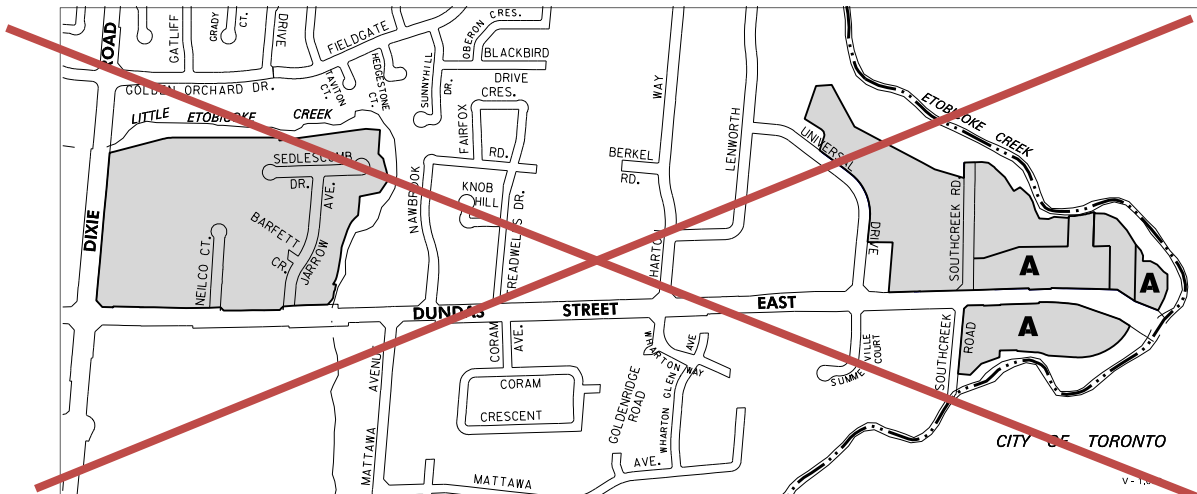 ROAD
GATLIFF
GRADY
CT.
DRIVE
FIELDGATE
OBERON CRES.
BLACKBIRD
DRIVE
GOLDEN ORCHARD DR.
TAVITON
CT.
HEDGESTONE
CT.
SUNNYHILL
DR.
CRES.
LITTLE ETOBICOKE CREEK
FAIRFOX
RD.
WAY
LENWORTH
BERKEL
RD.
UNIVERSAL
DRIVE
ETOBICOKE CREEK
SEDLESCOMB
DR.
AVE.
BARFETT
CR.
JARROW
NEILCO CT.
DIXIE
NAWBROOK
KNOB
HILL
TREADWELLS DR.
WHARTON
SOUTHCREEK RD.
A
A
DUNDAS STREET EAST
A
CORAM
AVE.
WHARTON WAY
AVE
SUMMERVILLE
COURT
SOUTHCREEK
ROAD
MATTAWA
AVENUE
CORAM
CRESCENT
GOLDENRIDGE
ROAD
WHARTON GLEN
AVE.
MATTAWA
CITY OF TORONTO